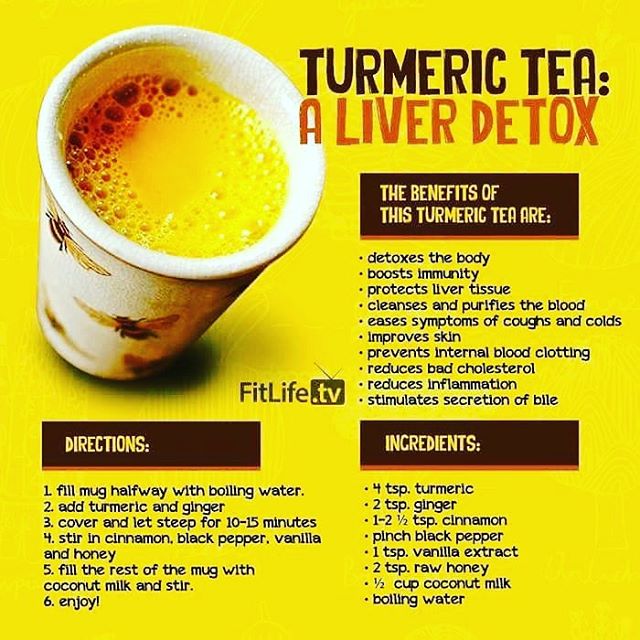 TURMERIC TEA:
A LIVER DETOX
THE BENEFITS OF
THIS TURMERIC TEA ARE:
• detoxes the body
• boosts immunity
• protects liver tissue
• cleanses and purifies the blood
• eases symptoms of coughs and colds
• improves skin
• prevents internal blood clotting
• reduces bad cholesterol
• reduces inflammation
• stimulates secretion of bile
FitLife.tv
DIRECTIONS:
1. fill mug halfway with boiling water.
2. add turmeric and ginger
3. cover and let steep for 10-15 minutes
4. stir in cinnamon, black pepper, vanilla
and honey
5. fill the rest of the mug with
coconut milk and stir.
6. enjoy!
INGREDIENTS:
• 4 tsp. turmeric
• 2 tsp. ginger
• 1-2 ½ tsp. cinnamon
• pinch black pepper
• 1 tsp. vanilla extract
• 2 tsp. raw honey
• ½ cup coconut milk
• boiling water